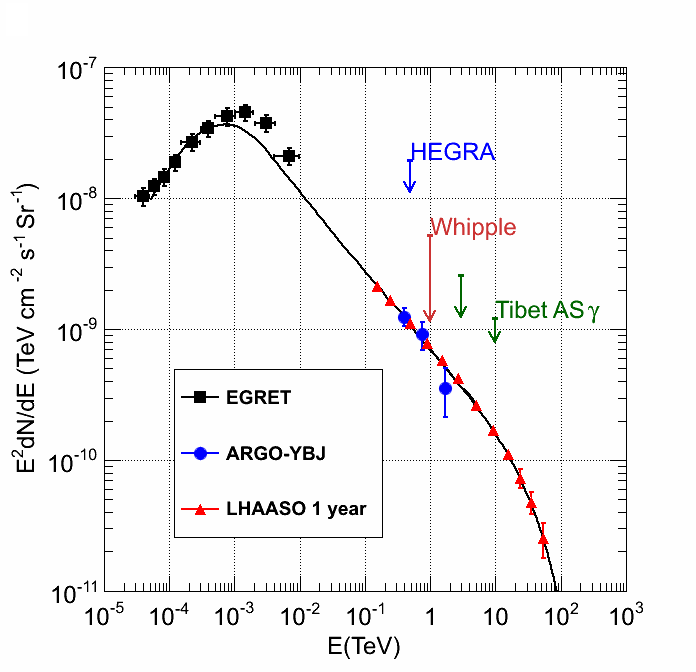 10⁻⁷
HEGRA
10⁻⁸
Whipple
Tibet ASγ
10⁻⁹
EGRET
ARGO-YBJ
10⁻¹⁰
LHAASO 1 year
10⁻¹¹
10⁻⁵ 10⁻⁴ 10⁻³ 10⁻² 10⁻¹ 1 10 10² 10³
E(TeV)
E²dN/dE (TeV cm⁻² s⁻¹ Sr⁻¹)